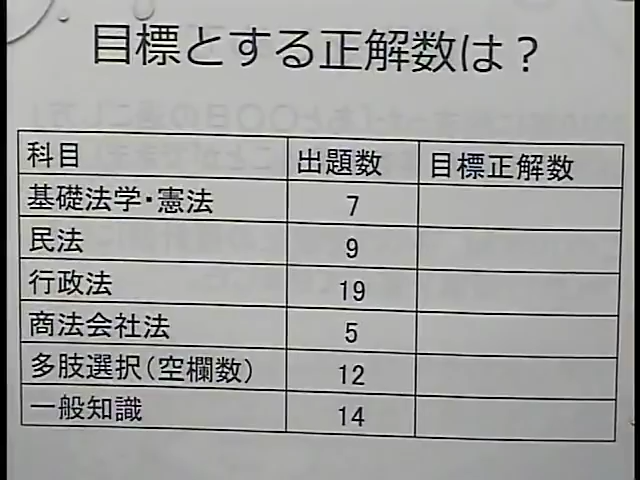 目標とする正解数は？
科目 出題数 目標正解数
基礎法学・憲法 7
民法 9
行政法 19
商法会社法 5
多肢選択(空欄数) 12
一般知識 14